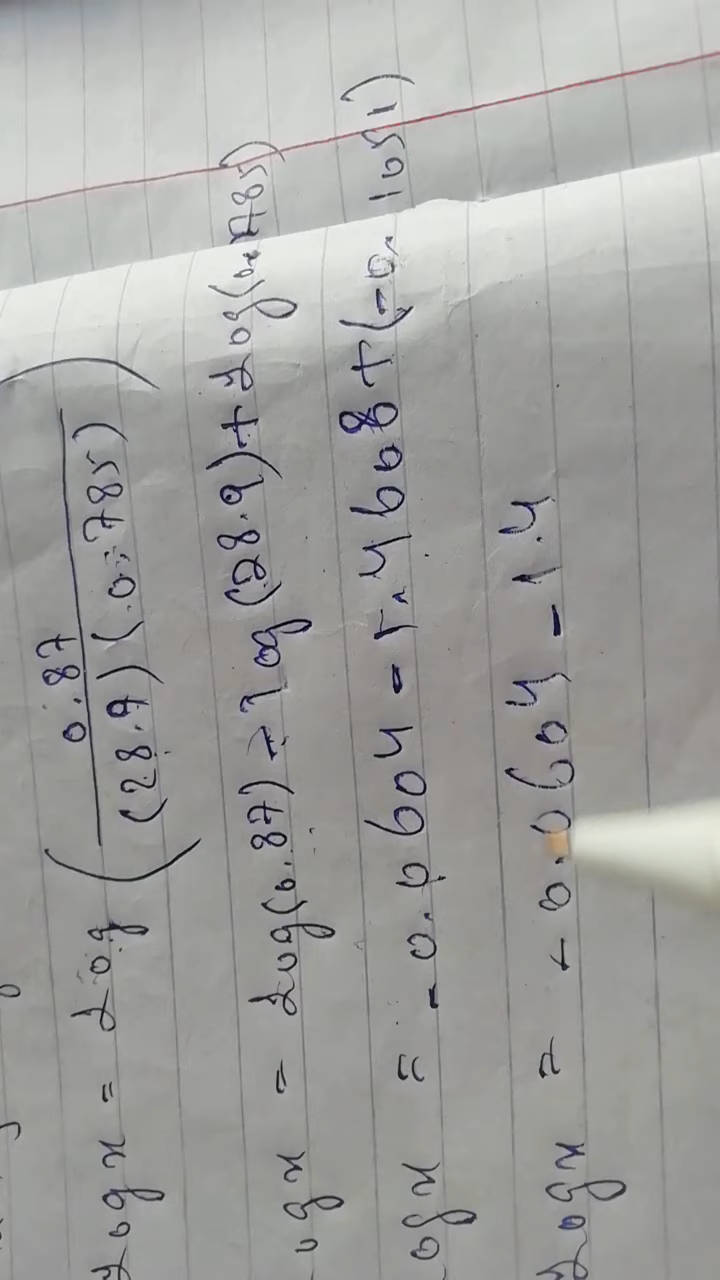 log x = log ( 0.87 / (28.9)(0.785) )
log x = log(0.87) - log(28.9) + log(0.785)
log x = -0.0604 - 1.4608 + (-0.1051)
log x = -0.0604 - 1.4